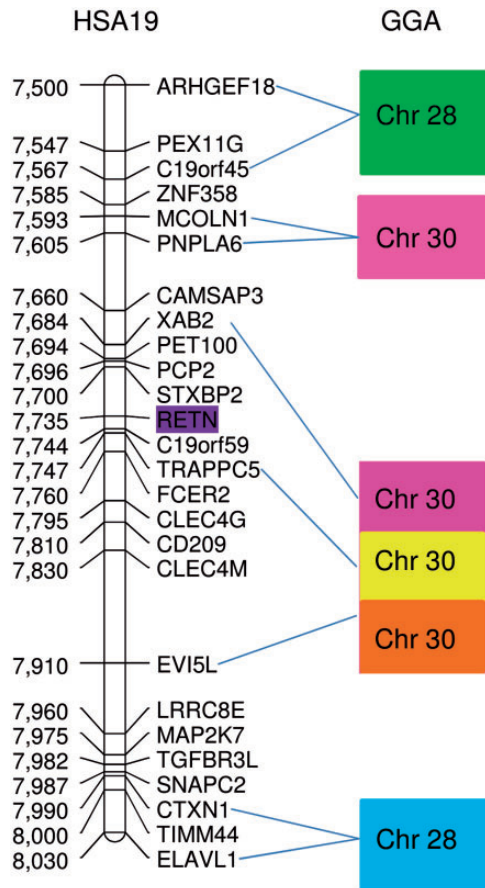 HSA19 GGA
7,500 ARHGEF18
Chr 28
7,547 PEX11G
7,567 C19orf45
7,585 ZNF358
7,593 MCOLN1
Chr 30
7,605 PNPLA6
7,660 CAMSAP3
7,684 XAB2
7,694 PET100
7,696 PCP2
7,700 STXBP2
7,735 RETN
7,744 C19orf59
7,747 TRAPPC5
7,760 FCER2
Chr 30
7,795 CLEC4G
7,810 CD209
Chr 30
7,830 CLEC4M
Chr 30
7,910 EVI5L
7,960 LRRC8E
7,975 MAP2K7
7,982 TGFBR3L
7,987 SNAPC2
7,990 CTXN1
8,000 TIMM44
Chr 28
8,030 ELAVL1